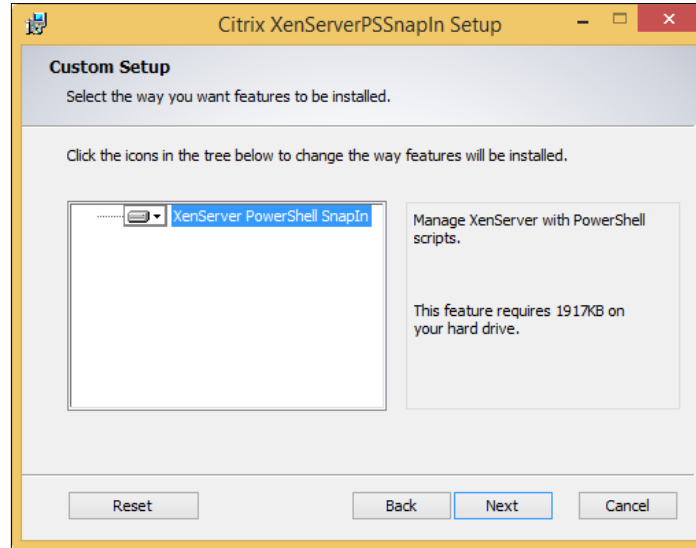 Citrix XenServerPSSnapIn Setup
Custom Setup
Select the way you want features to be installed.
Click the icons in the tree below to change the way features will be installed.
XenServer PowerShell SnapIn
Manage XenServer with PowerShell
scripts.
This feature requires 1917KB on
your hard drive.
Reset
Back
Next
Cancel